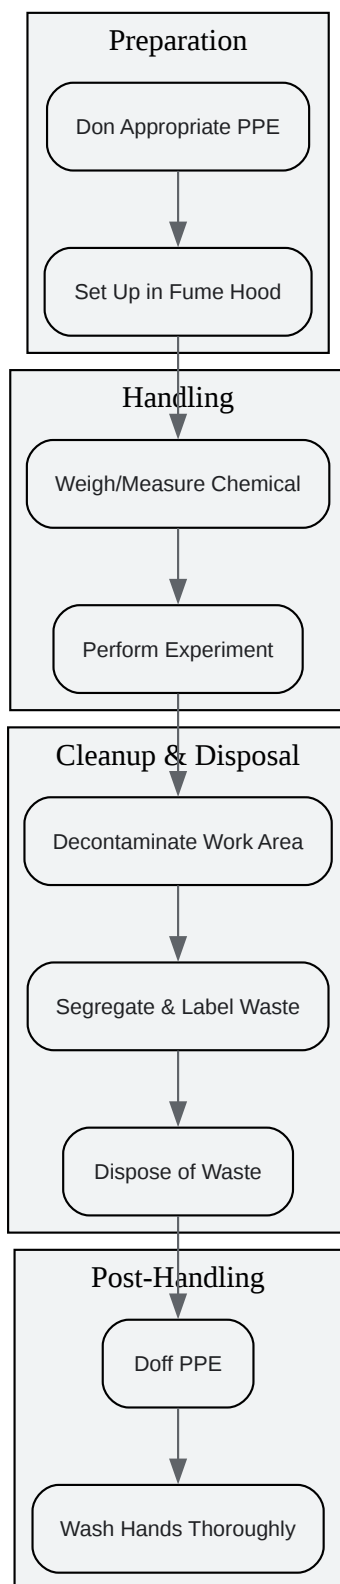 Preparation
Don Appropriate PPE
Set Up in Fume Hood
Handling
Weigh/Measure Chemical
Perform Experiment
Cleanup & Disposal
Decontaminate Work Area
Segregate & Label Waste
Dispose of Waste
Post-Handling
Doff PPE
Wash Hands Thoroughly